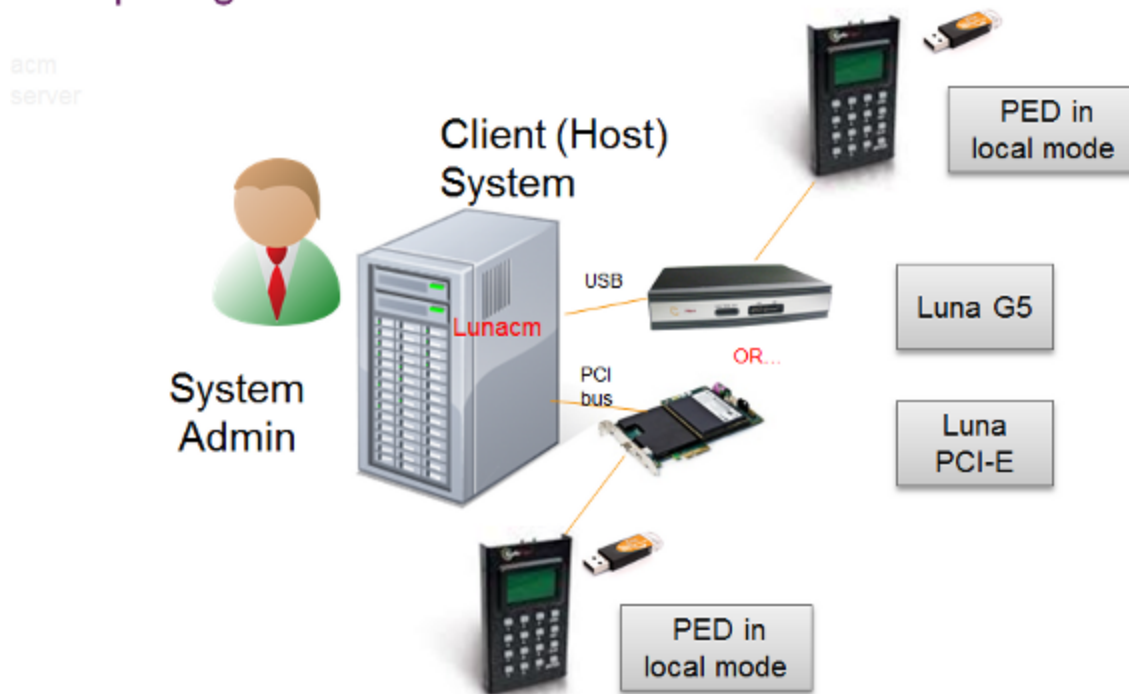 acm
server
Client (Host)
System
PED in
local mode
USB
Luna G5
Lunacm
OR...
PCI
bus
System
Admin
Luna
PCI-E
PED in
local mode